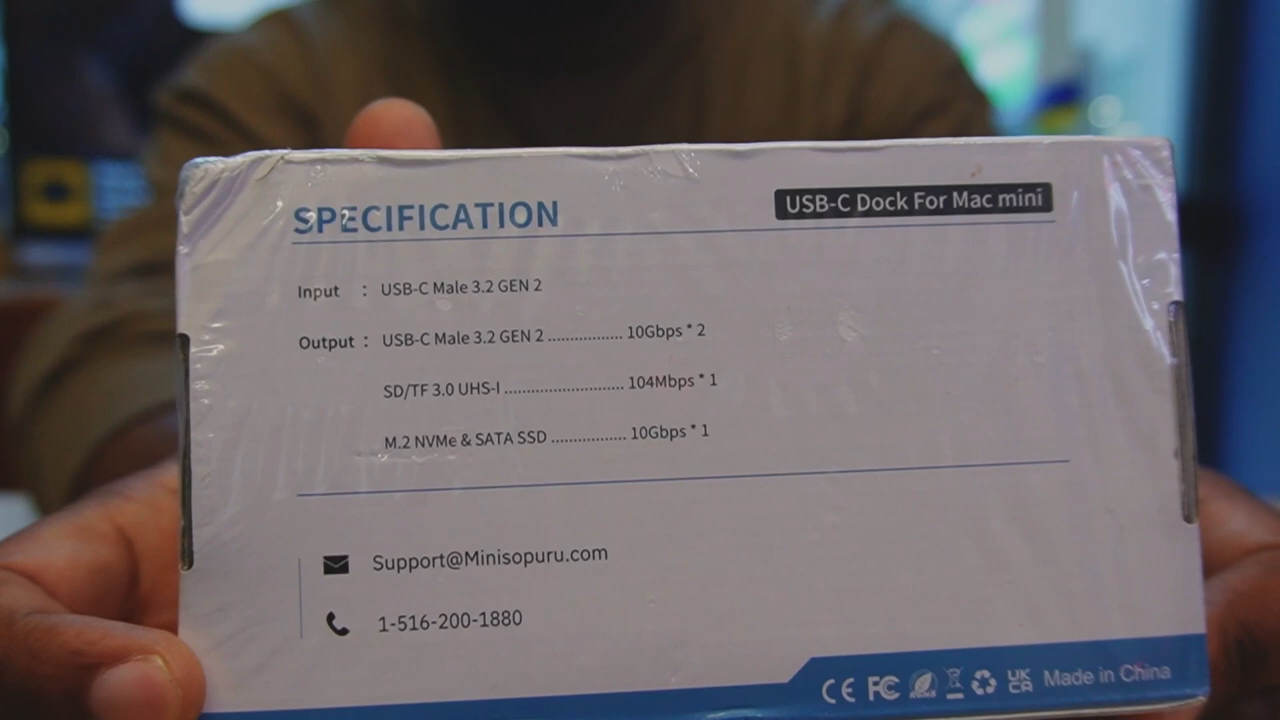 SPECIFICATION
USB-C Dock For Mac mini
Input : USB-C Male 3.2 GEN 2
Output : USB-C Male 3.2 GEN 2 ................. 10Gbps * 2
SD/TF 3.0 UHS-I ........................... 104Mbps * 1
M.2 NVMe & SATA SSD ................. 10Gbps * 1
Support@Minisopuru.com
1-516-200-1880
CE FC UK CA Made in China